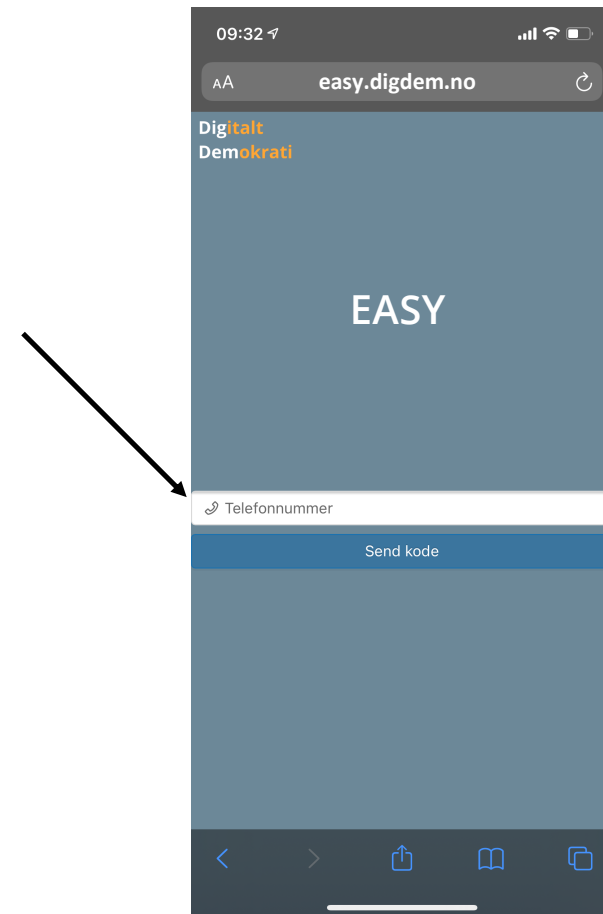 09:32
AA easy.digdem.no
Digitalt
Demokrati
EASY
Telefonnummer
Send kode